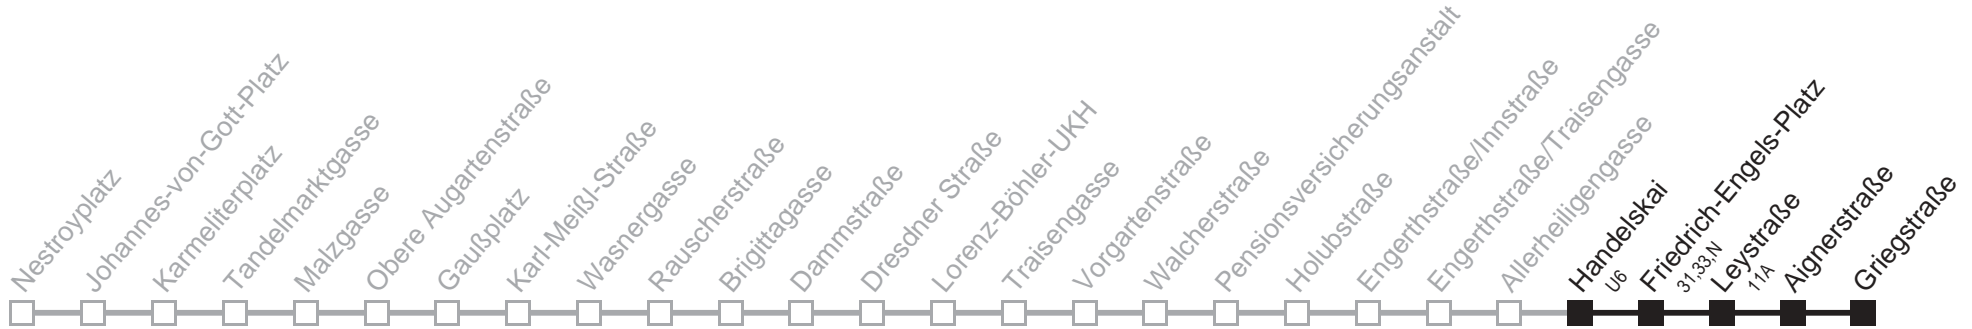 Nestroyplatz
Johannes-von-Gott-Platz
Karmeliterplatz
Tandelmarktgasse
Malzgasse
Obere Augartenstraße
Gaußplatz
Karl-Meißl-Straße
Wasnergasse
Rauscherstraße
Brigittagasse
Dammstraße
Dresdner Straße
Lorenz-Böhler-UKH
Traisengasse
Vorgartenstraße
Walcherstraße
Pensionsversicherungsanstalt
Holubstraße
Engerthstraße/Innstraße
Engerthstraße/Traisengasse
Allerheiligengasse
Handelskai
U6
Friedrich-Engels-Platz
31,33,N
Leystraße
11A
Aignerstraße
Griegstraße